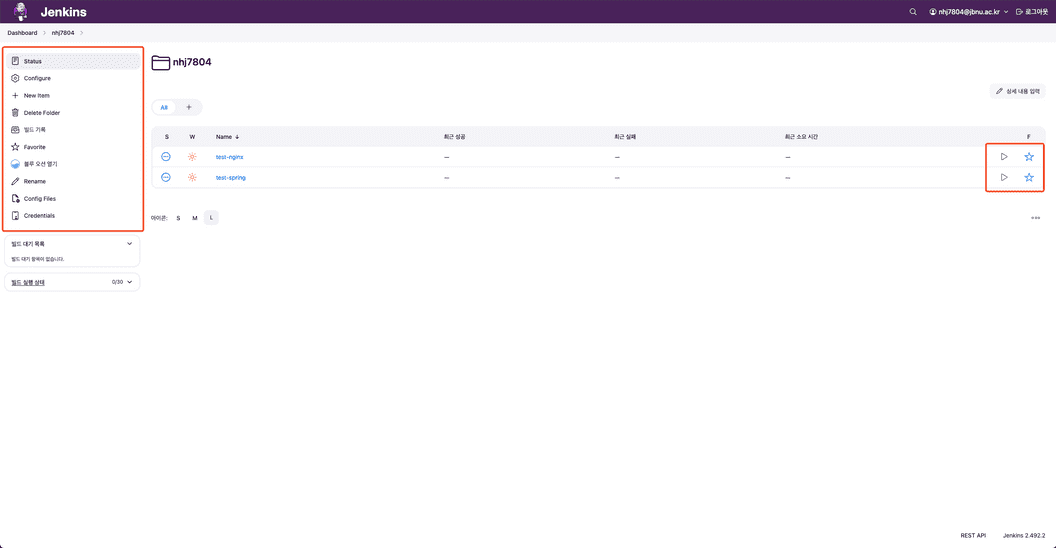 Jenkins
nhj7804@jbnu.ac.kr
로그아웃
Dashboard
nhj7804
Status
Configure
New Item
Delete Folder
빌드 기록
Favorite
블루 오션 열기
Rename
Config Files
Credentials
빌드 대기 목록
빌드 대기 항목이 없습니다.
빌드 실행 상태
0/30
nhj7804
상세 내용 입력
All
+
S W Name ↓ 최근 성공 최근 실패 최근 소요 시간 F
test-nginx — — —
test-spring — — —
아이콘: S M L
REST API Jenkins 2.492.2